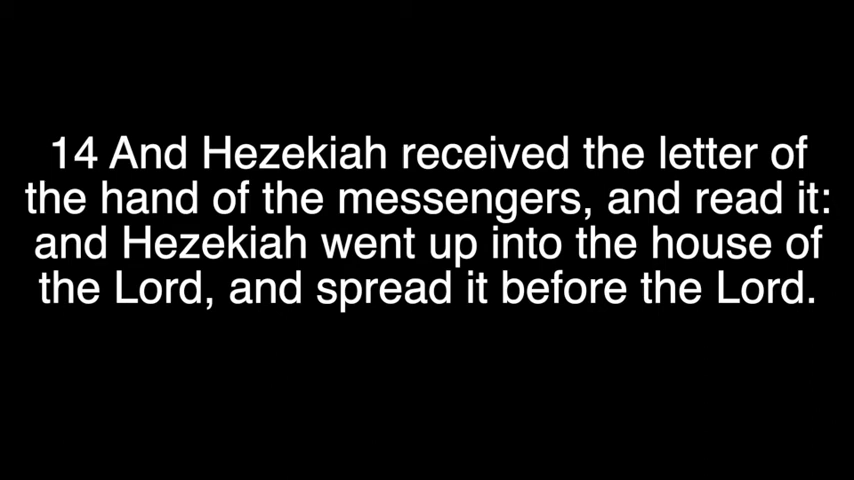 14 And Hezekiah received the letter of
the hand of the messengers, and read it:
and Hezekiah went up into the house of
the Lord, and spread it before the Lord.